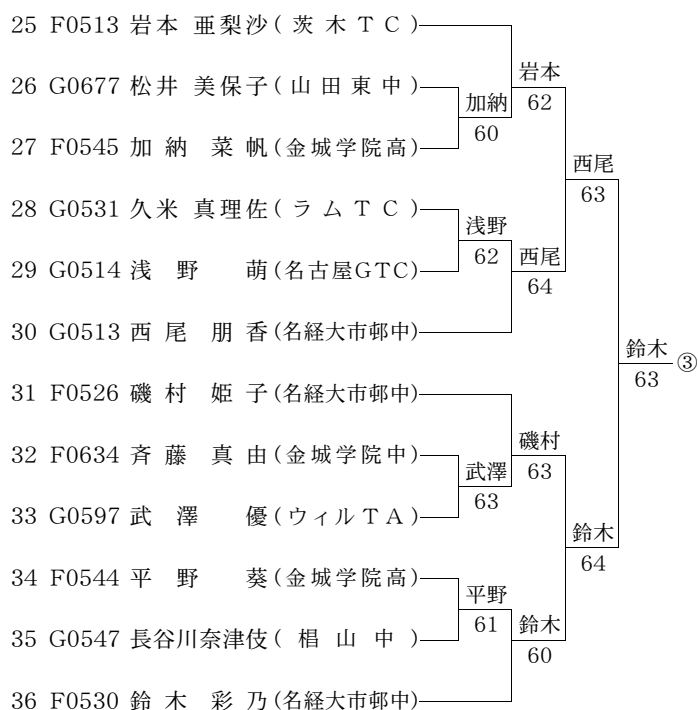 25 F0513 岩本 亜梨沙(茨木TC)
岩本
26 G0677 松井 美保子(山田東中)
加納
62
60
27 F0545 加納 菜帆(金城学院高)
西尾
63
28 G0531 久米 真理佐(ラムTC)
浅野
62
西尾
29 G0514 浅野 萌(名古屋GTC)
64
30 G0513 西尾 朋香(名経大市邨中)
鈴木
③
63
31 F0526 磯村 姫子(名経大市邨中)
磯村
32 F0634 斉藤 真由(金城学院中)
武澤
63
63
33 G0597 武澤 優(ウィルTA)
鈴木
64
34 F0544 平野 葵(金城学院高)
平野
61
鈴木
35 G0547 長谷川奈津伎(椙山中)
60
36 F0530 鈴木 彩乃(名経大市邨中)